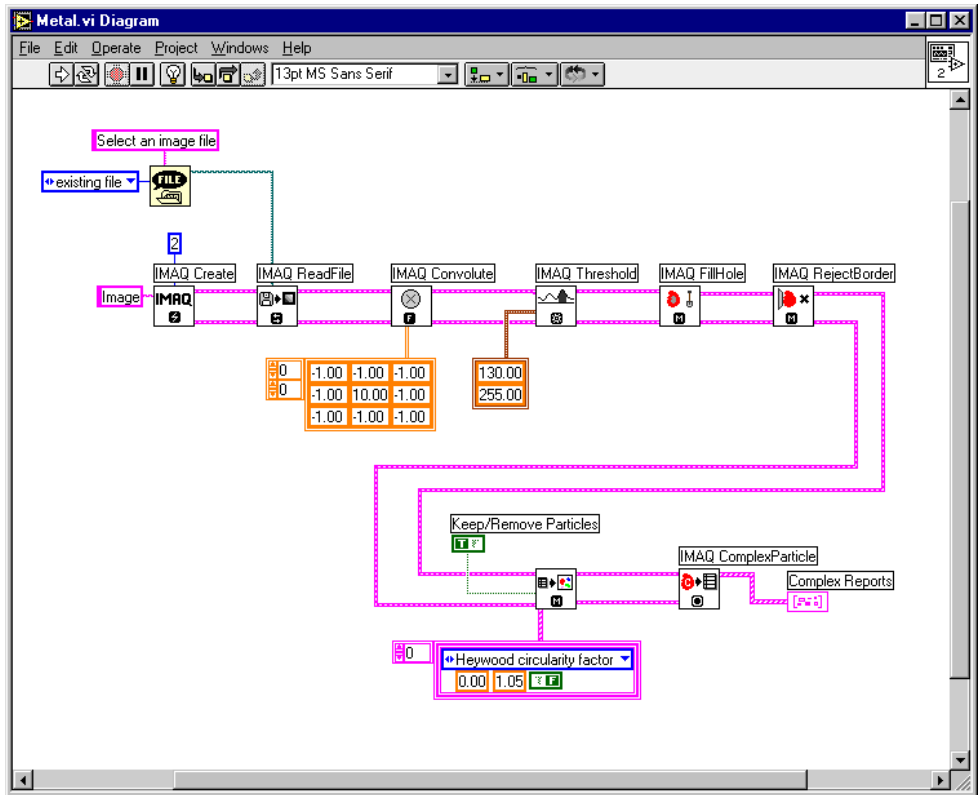 Metal.vi Diagram
File Edit Operate Project Windows Help
13pt MS Sans Serif
2
Select an image file
existing file
FILE
2
IMAQ Create IMAQ ReadFile IMAQ Convolute IMAQ Threshold IMAQ FillHole IMAQ RejectBorder
Image IMAQ
F M M
0 -1.00 -1.00 -1.00 130.00
0 -1.00 10.00 -1.00 255.00
-1.00 -1.00 -1.00
Keep/Remove Particles
T
IMAQ ComplexParticle
Complex Reports
C
M
0 Heywood circularity factor
0.00 1.05 F